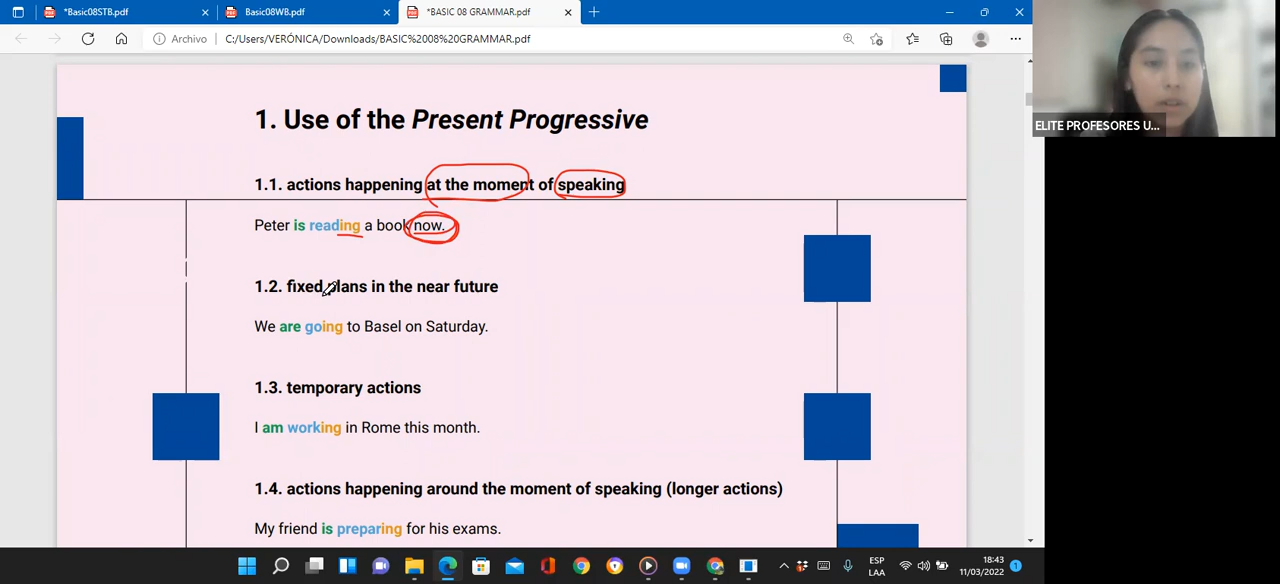 *Basic08STB.pdf
Basic08WB.pdf
*BASIC 08 GRAMMAR.pdf
Archivo
C:/Users/VERÓNICA/Downloads/BASIC%2008%20GRAMMAR.pdf
ELITE PROFESORES U...
1. Use of the Present Progressive
1.1. actions happening at the moment of speaking
Peter is reading a book now.
1.2. fixed plans in the near future
We are going to Basel on Saturday.
1.3. temporary actions
I am working in Rome this month.
1.4. actions happening around the moment of speaking (longer actions)
My friend is preparing for his exams.
ESP
LAA
18:43
11/03/2022
1